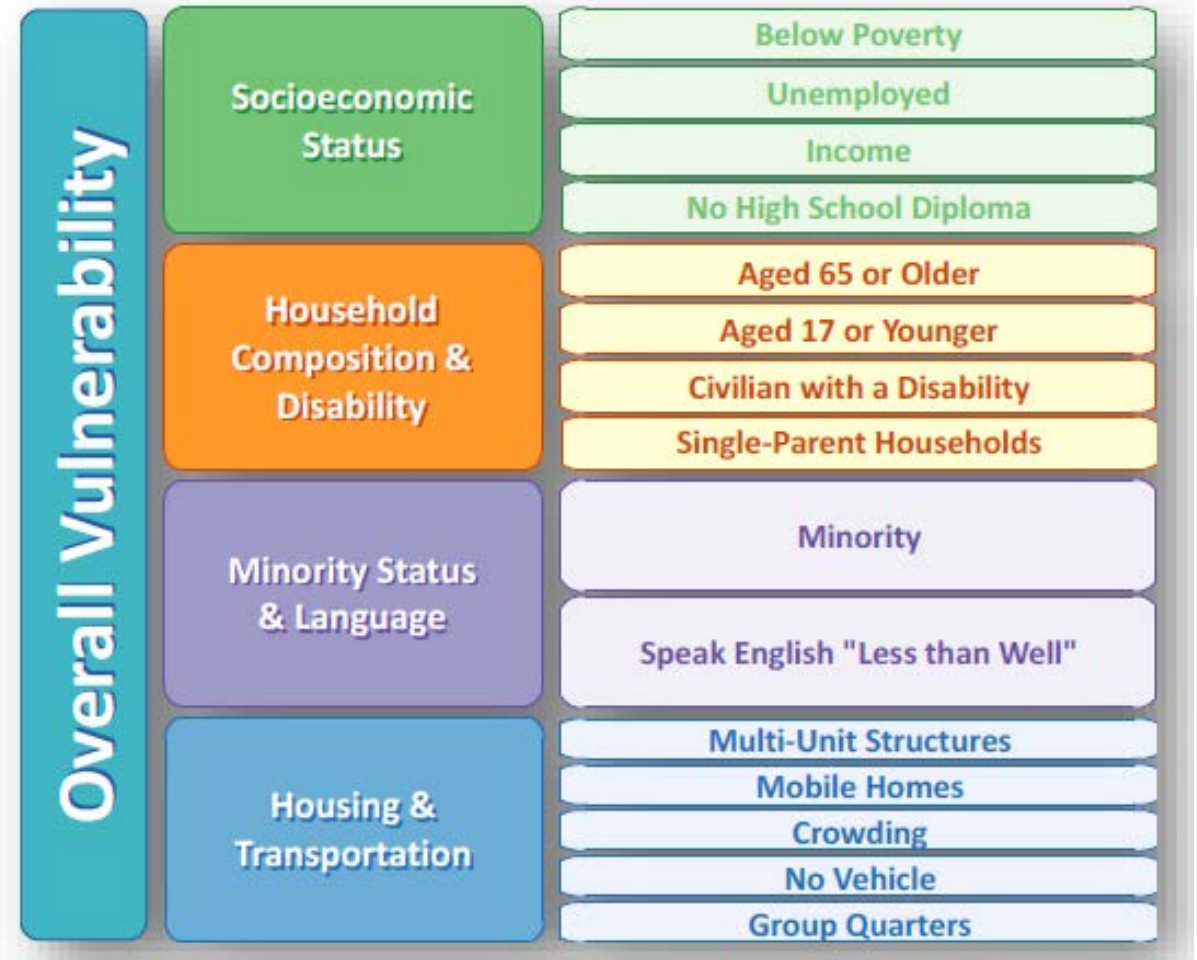 Overall Vulnerability
Socioeconomic
Status
Below Poverty
Unemployed
Income
No High School Diploma
Household
Composition &
Disability
Aged 65 or Older
Aged 17 or Younger
Civilian with a Disability
Single-Parent Households
Minority Status
& Language
Minority
Speak English "Less than Well"
Housing &
Transportation
Multi-Unit Structures
Mobile Homes
Crowding
No Vehicle
Group Quarters